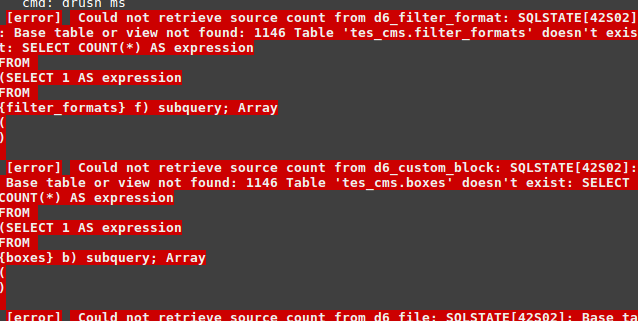 cmd: drush ms
[error]  Could not retrieve source count from d6_filter_format: SQLSTATE[42S02]
: Base table or view not found: 1146 Table 'tes_cms.filter_formats' doesn't exis
t: SELECT COUNT(*) AS expression
FROM
(SELECT 1 AS expression
FROM
{filter_formats} f) subquery; Array
(
)
[error]  Could not retrieve source count from d6_custom_block: SQLSTATE[42S02]:
Base table or view not found: 1146 Table 'tes_cms.boxes' doesn't exist: SELECT
COUNT(*) AS expression
FROM
(SELECT 1 AS expression
FROM
{boxes} b) subquery; Array
(
)
[error]  Could not retrieve source count from d6_file: SQLSTATE[42S02]: Base ta